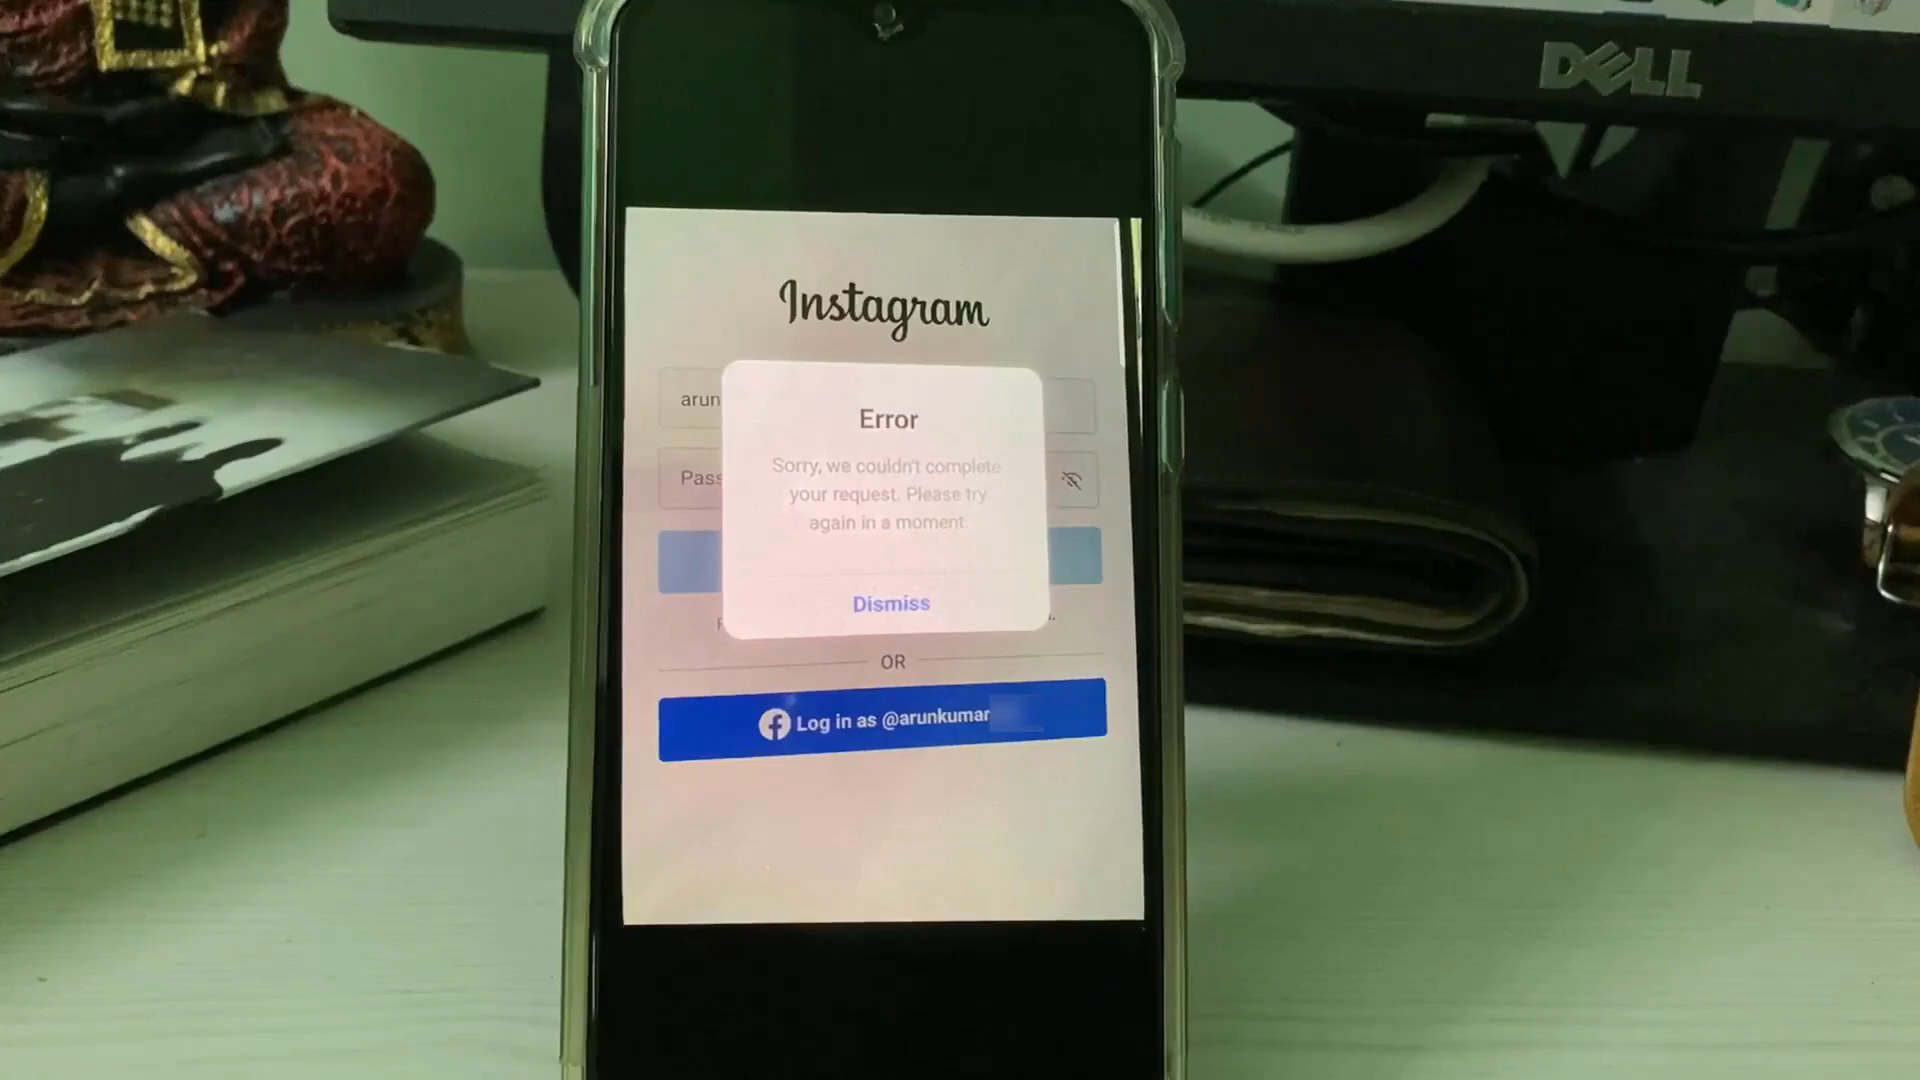 DELL
Instagram
arun
Error
Sorry, we couldn't complete
your request. Please try
again in a moment.
Pass
Dismiss
OR
Log in as @arunkumar